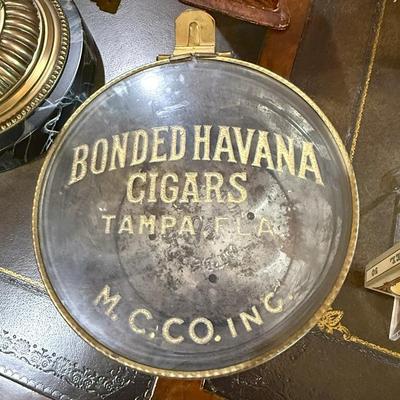 BONDED HAVANA
CIGARS
TAMPA, FLA.
M. C. CO. INC.